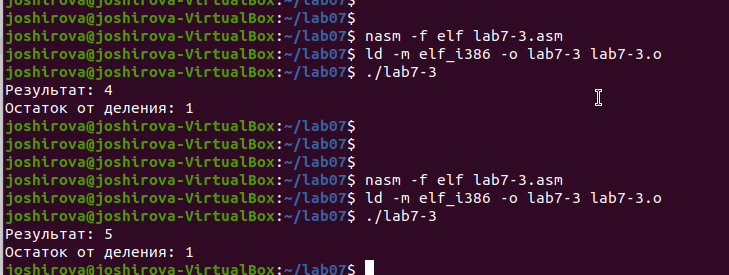 joshirova@joshirova-VirtualBox:~/lab07$
joshirova@joshirova-VirtualBox:~/lab07$
joshirova@joshirova-VirtualBox:~/lab07$ nasm -f elf lab7-3.asm
joshirova@joshirova-VirtualBox:~/lab07$ ld -m elf_i386 -o lab7-3 lab7-3.o
joshirova@joshirova-VirtualBox:~/lab07$ ./lab7-3
Результат: 4
Остаток от деления: 1
joshirova@joshirova-VirtualBox:~/lab07$
joshirova@joshirova-VirtualBox:~/lab07$
joshirova@joshirova-VirtualBox:~/lab07$
joshirova@joshirova-VirtualBox:~/lab07$ nasm -f elf lab7-3.asm
joshirova@joshirova-VirtualBox:~/lab07$ ld -m elf_i386 -o lab7-3 lab7-3.o
joshirova@joshirova-VirtualBox:~/lab07$ ./lab7-3
Результат: 5
Остаток от деления: 1
joshirova@joshirova-VirtualBox:~/lab07$